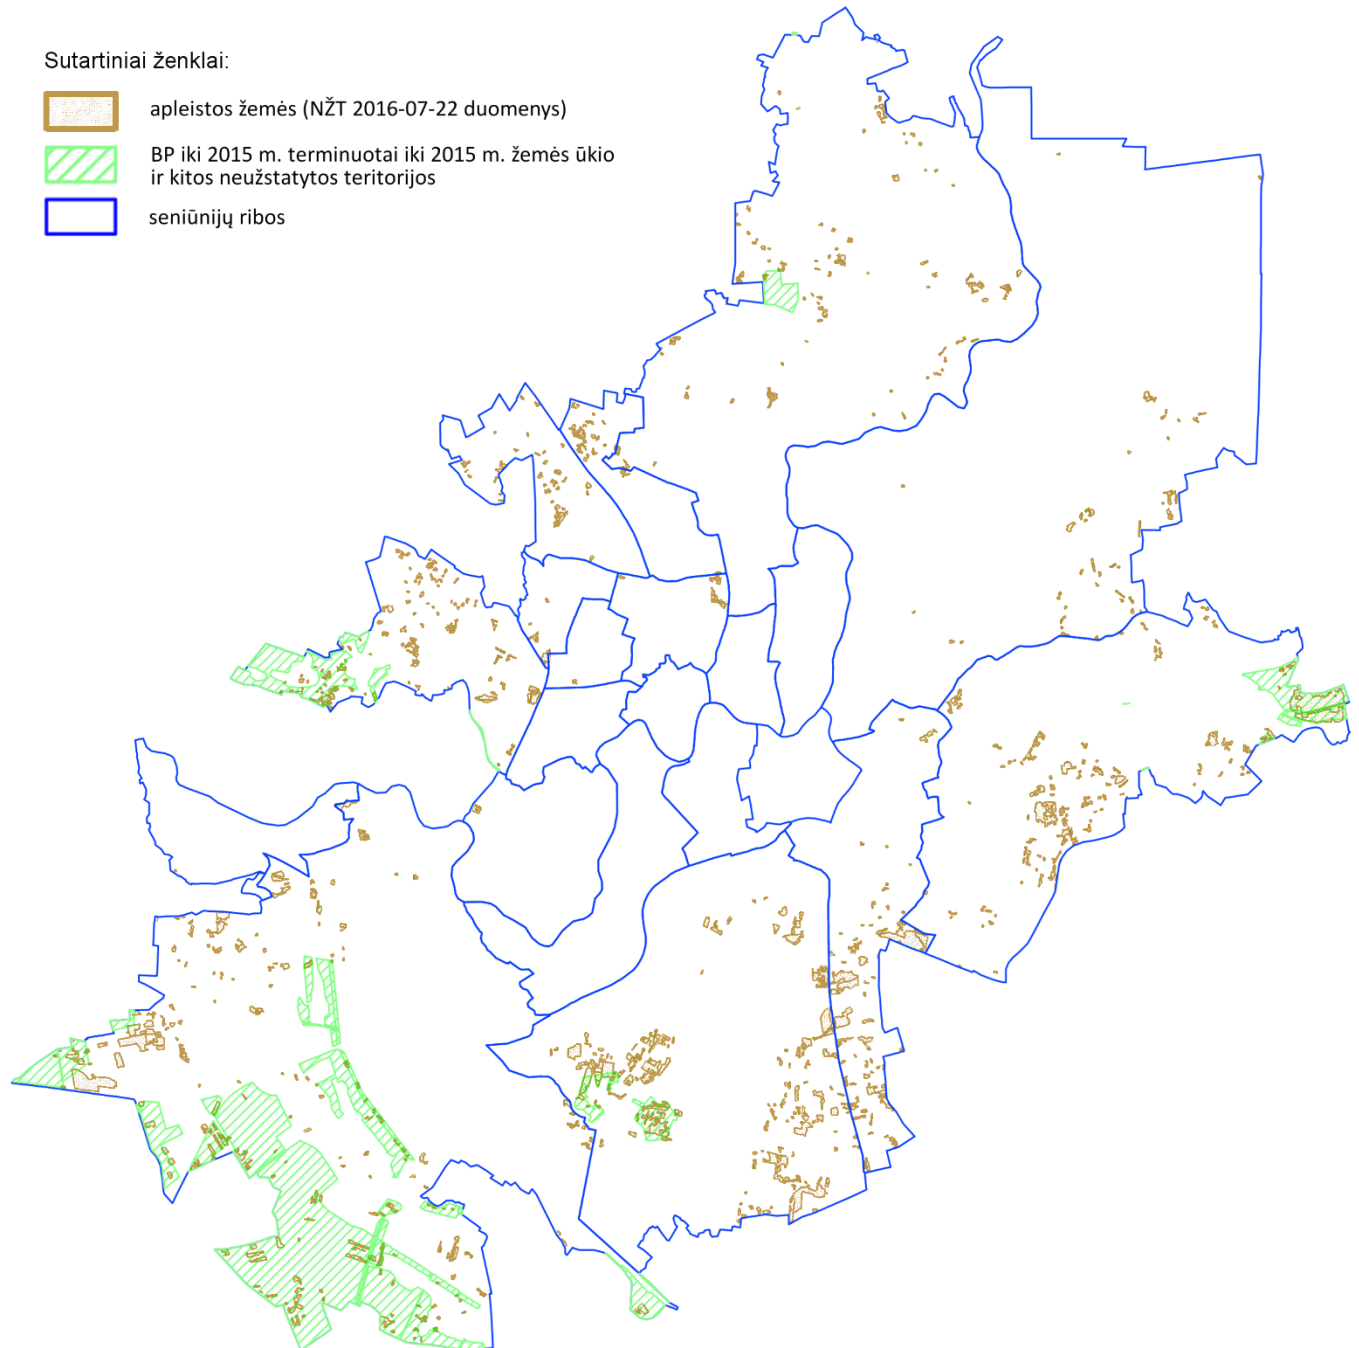 Sutartiniai ženklai:
apleistos žemės (NŽT 2016-07-22 duomenys)
BP iki 2015 m. terminuotai iki 2015 m. žemės ūkio
ir kitos neužstatytos teritorijos
seniūnijų ribos